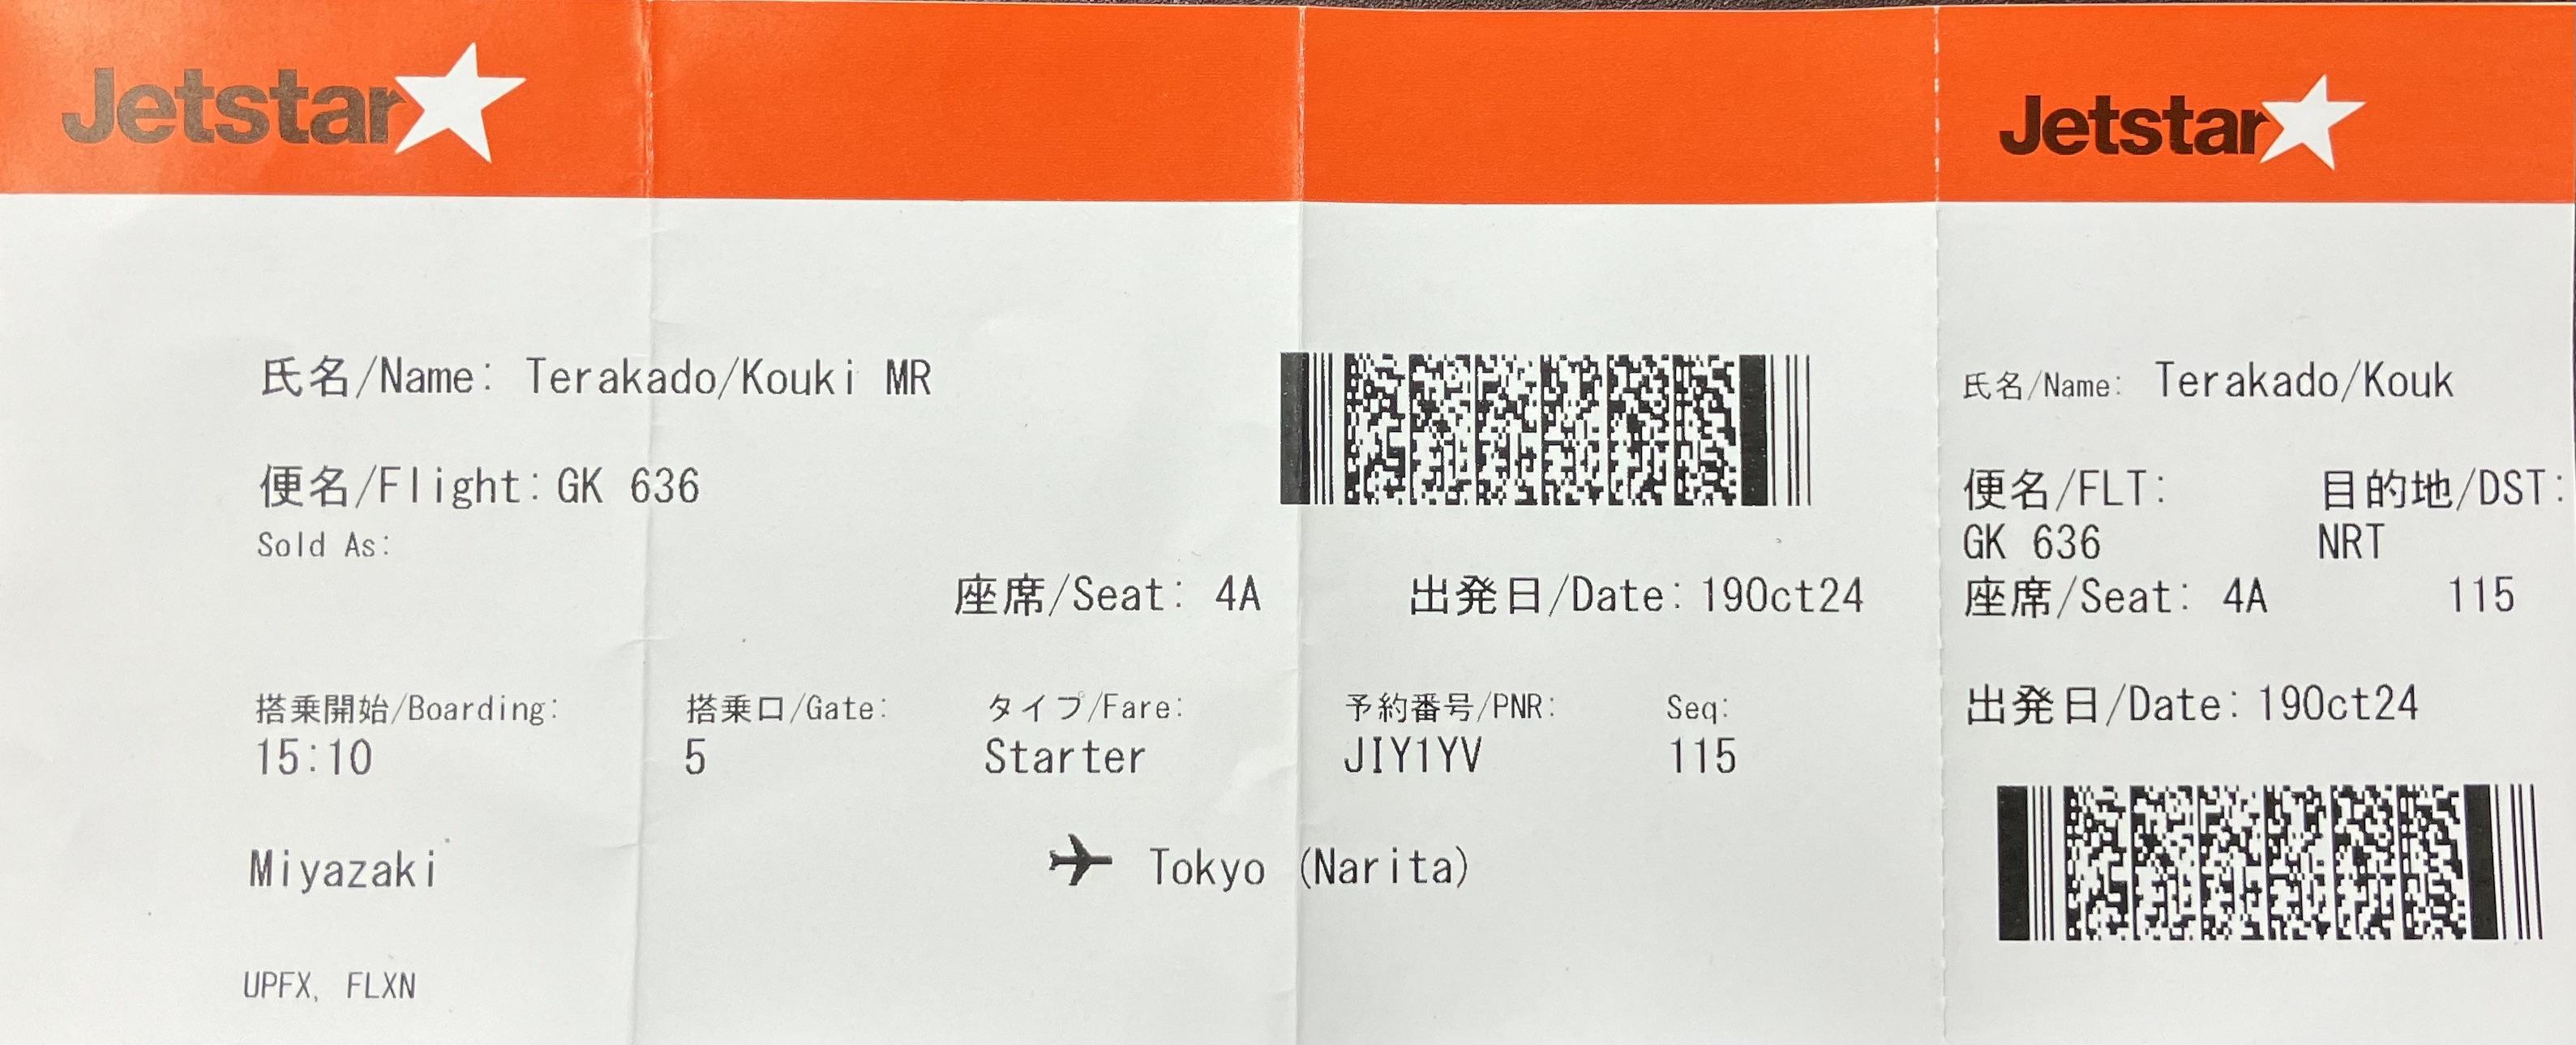 Jetstar
氏名/Name: Terakado/Kouki MR
便名/Flight: GK 636
Sold As:
座席/Seat: 4A 出発日/Date: 19Oct24
搭乗開始/Boarding: 搭乗口/Gate: タイプ/Fare: 予約番号/PNR: Seq:
15:10 5 Starter JIY1YV 115
Miyazaki Tokyo (Narita)
UPFX, FLXN
Jetstar
氏名/Name: Terakado/Kouk
便名/FLT: 目的地/DST:
GK 636 NRT
座席/Seat: 4A 115
出発日/Date: 19Oct24